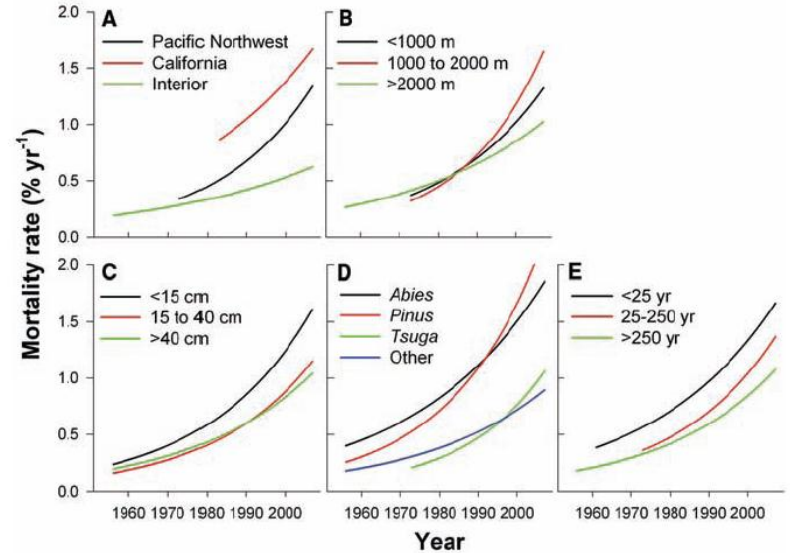 A
Pacific Northwest
California
Interior
B
<1000 m
1000 to 2000 m
>2000 m
2.0
1.5
1.0
0.5
0.0
C
<15 cm
15 to 40 cm
>40 cm
D
Abies
Pinus
Tsuga
Other
E
<25 yr
25-250 yr
>250 yr
2.0
1.5
1.0
0.5
0.0
Mortality rate (% yr⁻¹)
1960 1970 1980 1990 2000
1960 1970 1980 1990 2000
1960 1970 1980 1990 2000
Year